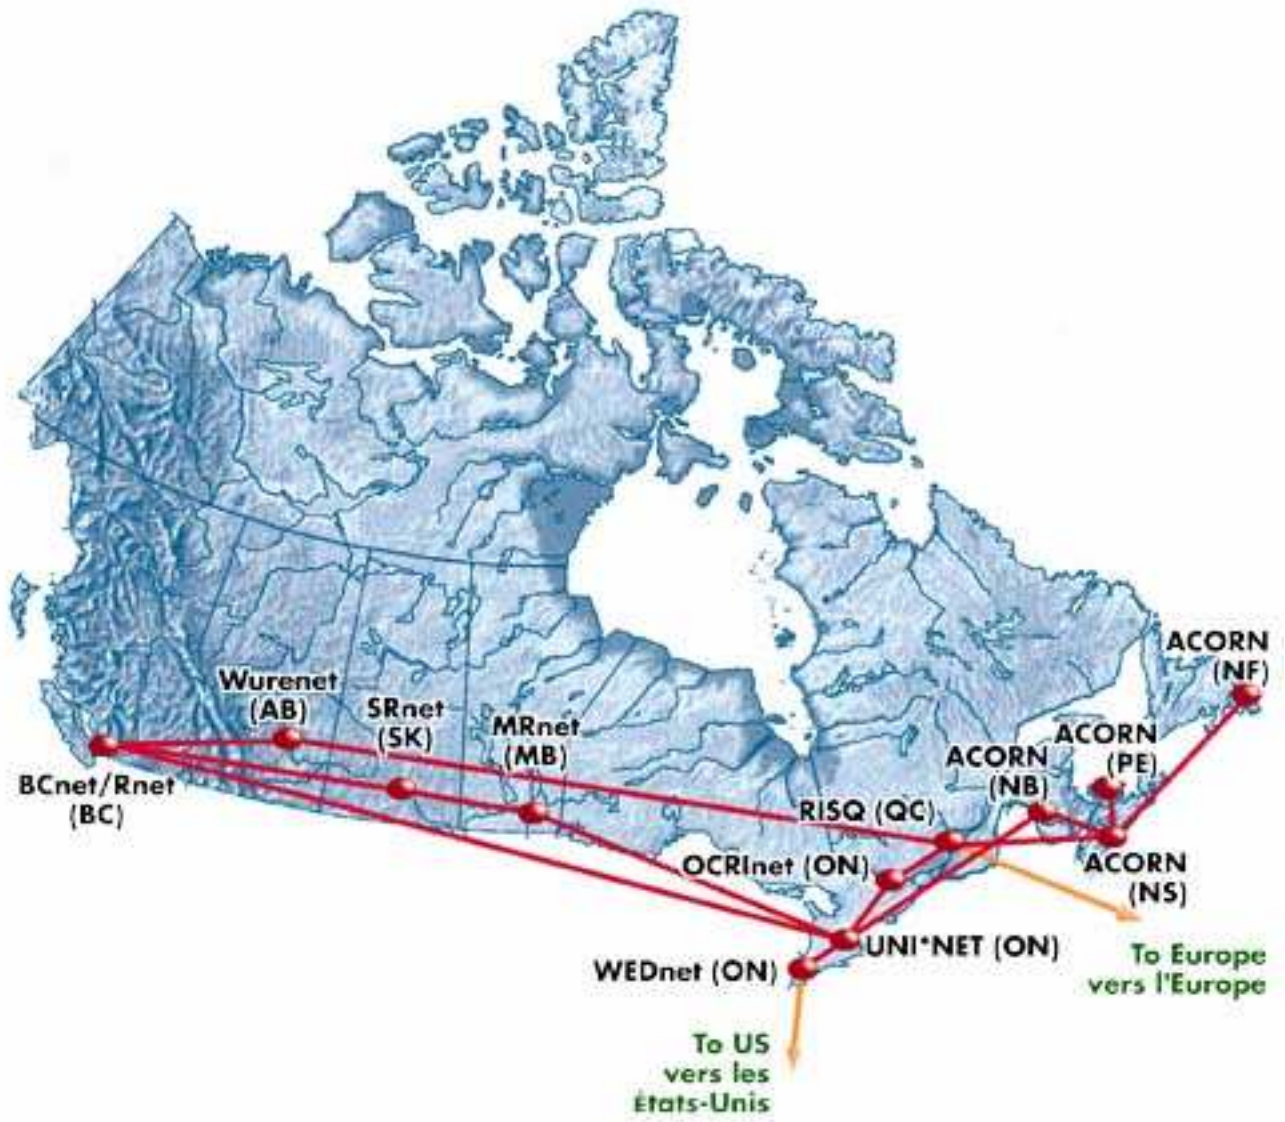 ACORN
(NF)
Wurenet
(AB)
SRnet
(SK)
MRnet
(MB)
ACORN
(NB)
ACORN
(PE)
BCnet/Rnet
(BC)
RISQ (QC)
OCRInet (ON)
ACORN
(NS)
UNI*NET (ON)
WEDnet (ON)
To Europe
vers l'Europe
To US
vers les
États-Unis